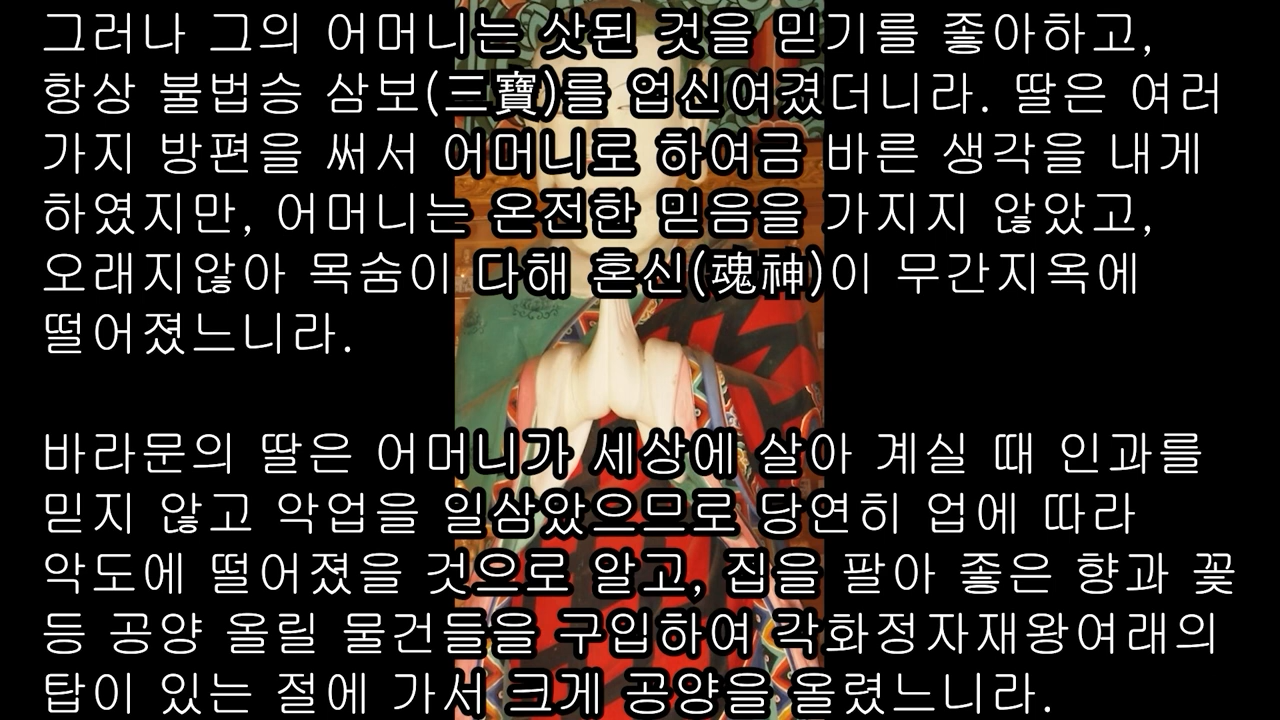 그러나 그의 어머니는 삿된 것을 믿기를 좋아하고,
항상 불법승 삼보(三寶)를 업신여겼더니라. 딸은 여러
가지 방편을 써서 어머니로 하여금 바른 생각을 내게
하였지만, 어머니는 온전한 믿음을 가지지 않았고,
오래지않아 목숨이 다해 혼신(魂神)이 무간지옥에
떨어졌느니라.
바라문의 딸은 어머니가 세상에 살아 계실 때 인과를
믿지 않고 악업을 일삼았으므로 당연히 업에 따라
악도에 떨어졌을 것으로 알고, 집을 팔아 좋은 향과 꽃
등 공양 올릴 물건들을 구입하여 각화정자재왕여래의
탑이 있는 절에 가서 크게 공양을 올렸느니라.